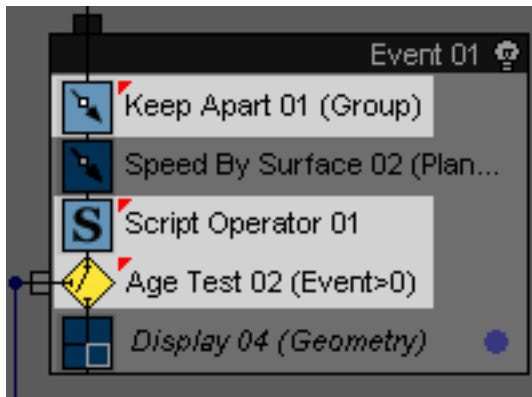 Event 01
Keep Apart 01 (Group)
Speed By Surface 02 (Plan...
S Script Operator 01
Age Test 02 (Event>0)
Display 04 (Geometry)